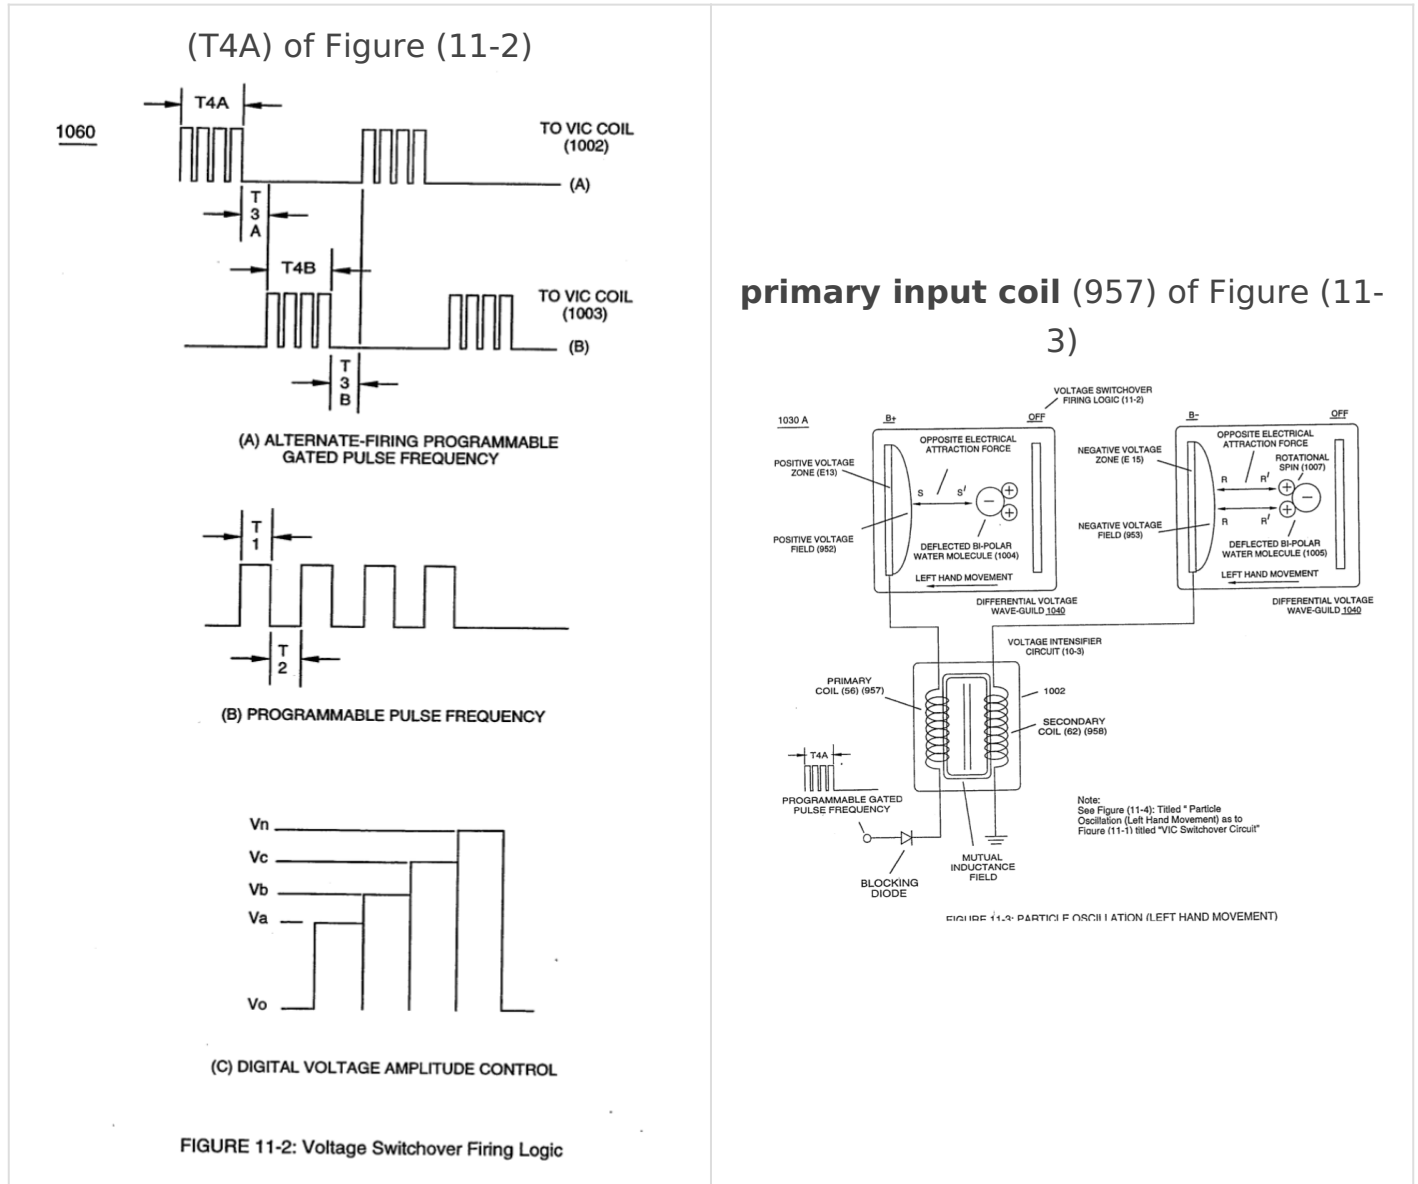 (T4A) of Figure (11-2)
T4A
1060
TO VIC COIL
(1002)
(A)
T
3
A
T4B
TO VIC COIL
(1003)
(B)
T
3
B
(A) ALTERNATE-FIRING PROGRAMMABLE
GATED PULSE FREQUENCY
T
1
T
2
(B) PROGRAMMABLE PULSE FREQUENCY
Vn
Vc
Vb
Va
Vo
(C) DIGITAL VOLTAGE AMPLITUDE CONTROL
FIGURE 11-2: Voltage Switchover Firing Logic
primary input coil (957) of Figure (11-
3)
VOLTAGE SWITCHOVER
FIRING LOGIC (11-2)
1030 A
B+
OFF
OPPOSITE ELECTRICAL
ATTRACTION FORCE
POSITIVE VOLTAGE
ZONE (E13)
S
S'
−
+
+
POSITIVE VOLTAGE
FIELD (952)
DEFLECTED BI-POLAR
WATER MOLECULE (1004)
LEFT HAND MOVEMENT
DIFFERENTIAL VOLTAGE
WAVE-GUILD 1040
B-
OFF
OPPOSITE ELECTRICAL
ATTRACTION FORCE
NEGATIVE VOLTAGE
ZONE (E 15)
ROTATIONAL
SPIN (1007)
R
R'
+
−
+
R
R'
NEGATIVE VOLTAGE
FIELD (953)
DEFLECTED BI-POLAR
WATER MOLECULE (1005)
LEFT HAND MOVEMENT
DIFFERENTIAL VOLTAGE
WAVE-GUILD 1040
VOLTAGE INTENSIFIER
CIRCUIT (10-3)
PRIMARY
COIL (56) (957)
1002
SECONDARY
COIL (62) (958)
T4A
PROGRAMMABLE GATED
PULSE FREQUENCY
BLOCKING
DIODE
MUTUAL
INDUCTANCE
FIELD
Note:
See Figure (11-4): Titled " Particle
Oscillation (Left Hand Movement) as to
Figure (11-1) titled "VIC Switchover Circuit"
FIGURE 11-3: PARTICLE OSCILLATION (LEFT HAND MOVEMENT)